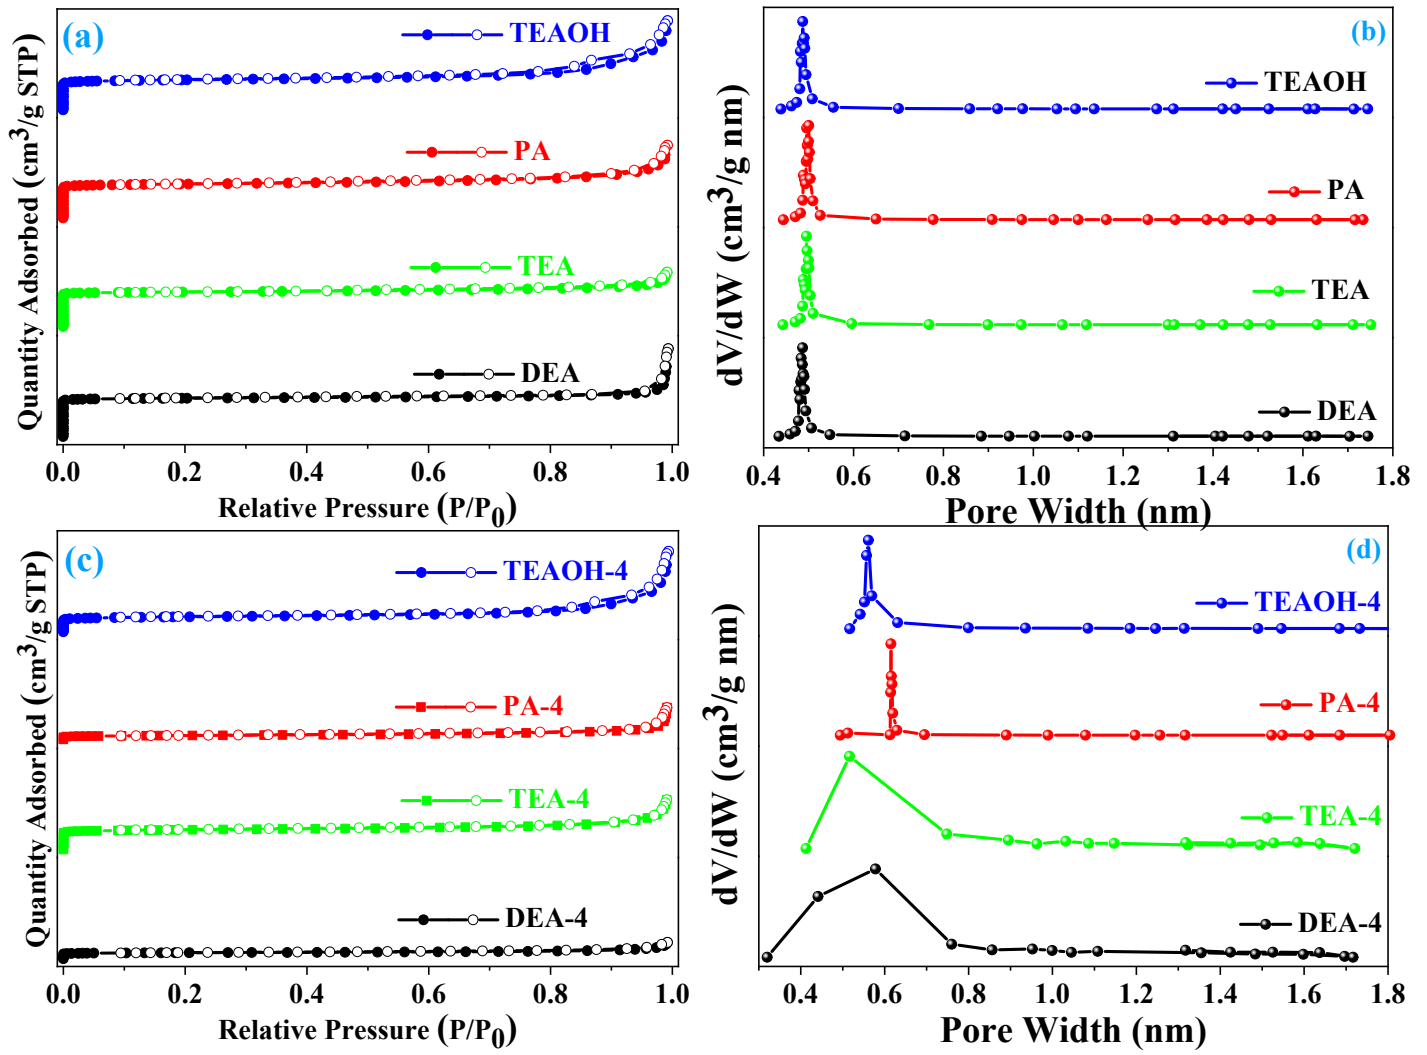 (a)
TEAOH
PA
TEA
DEA
Quantity Adsorbed (cm³/g STP)
0.0 0.2 0.4 0.6 0.8 1.0
Relative Pressure (P/P₀)
(b)
TEAOH
PA
TEA
DEA
dV/dW (cm³/g nm)
0.4 0.6 0.8 1.0 1.2 1.4 1.6 1.8
Pore Width (nm)
(c)
TEAOH-4
PA-4
TEA-4
DEA-4
Quantity Adsorbed (cm³/g STP)
0.0 0.2 0.4 0.6 0.8 1.0
Relative Pressure (P/P₀)
(d)
TEAOH-4
PA-4
TEA-4
DEA-4
dV/dW (cm³/g nm)
0.4 0.6 0.8 1.0 1.2 1.4 1.6 1.8
Pore Width (nm)